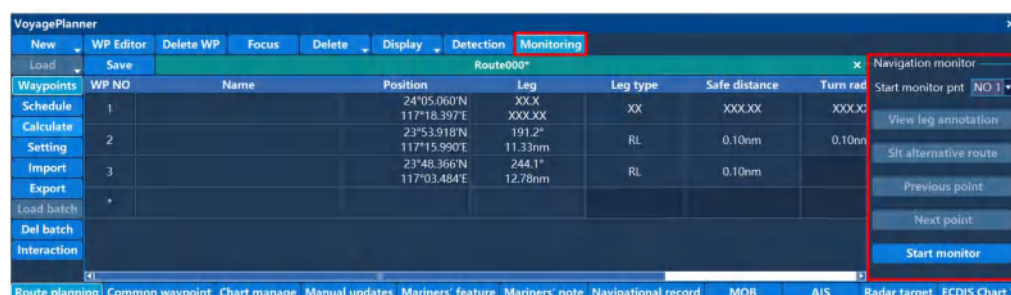 VoyagePlanner ×
New WP Editor Delete WP Focus Delete Display Detection Monitoring
Load Save Route000* × Navigation monitor
Waypoints WP NO Name Position Leg Leg type Safe distance Turn rad Start monitor pnt NO 1
Schedule 1 24°05.060'N XX.X XX XXX.XX XXX.XX
117°18.397'E XXX.XX
Calculate View leg annotation
Setting 2 23°53.918'N 191.2° RL 0.10nm 0.10nm
117°15.990'E 11.33nm
Slt alternative route
Import 3 23°48.366'N 244.1° RL 0.10nm
117°03.484'E 12.78nm
Export Previous point
Load batch *
Del batch Next point
Interaction Start monitor
Route planning Common waypoint Chart manage Manual updates Mariners' feature Mariners' note Navigational record MOB AIS Radar target ECDIS Chart